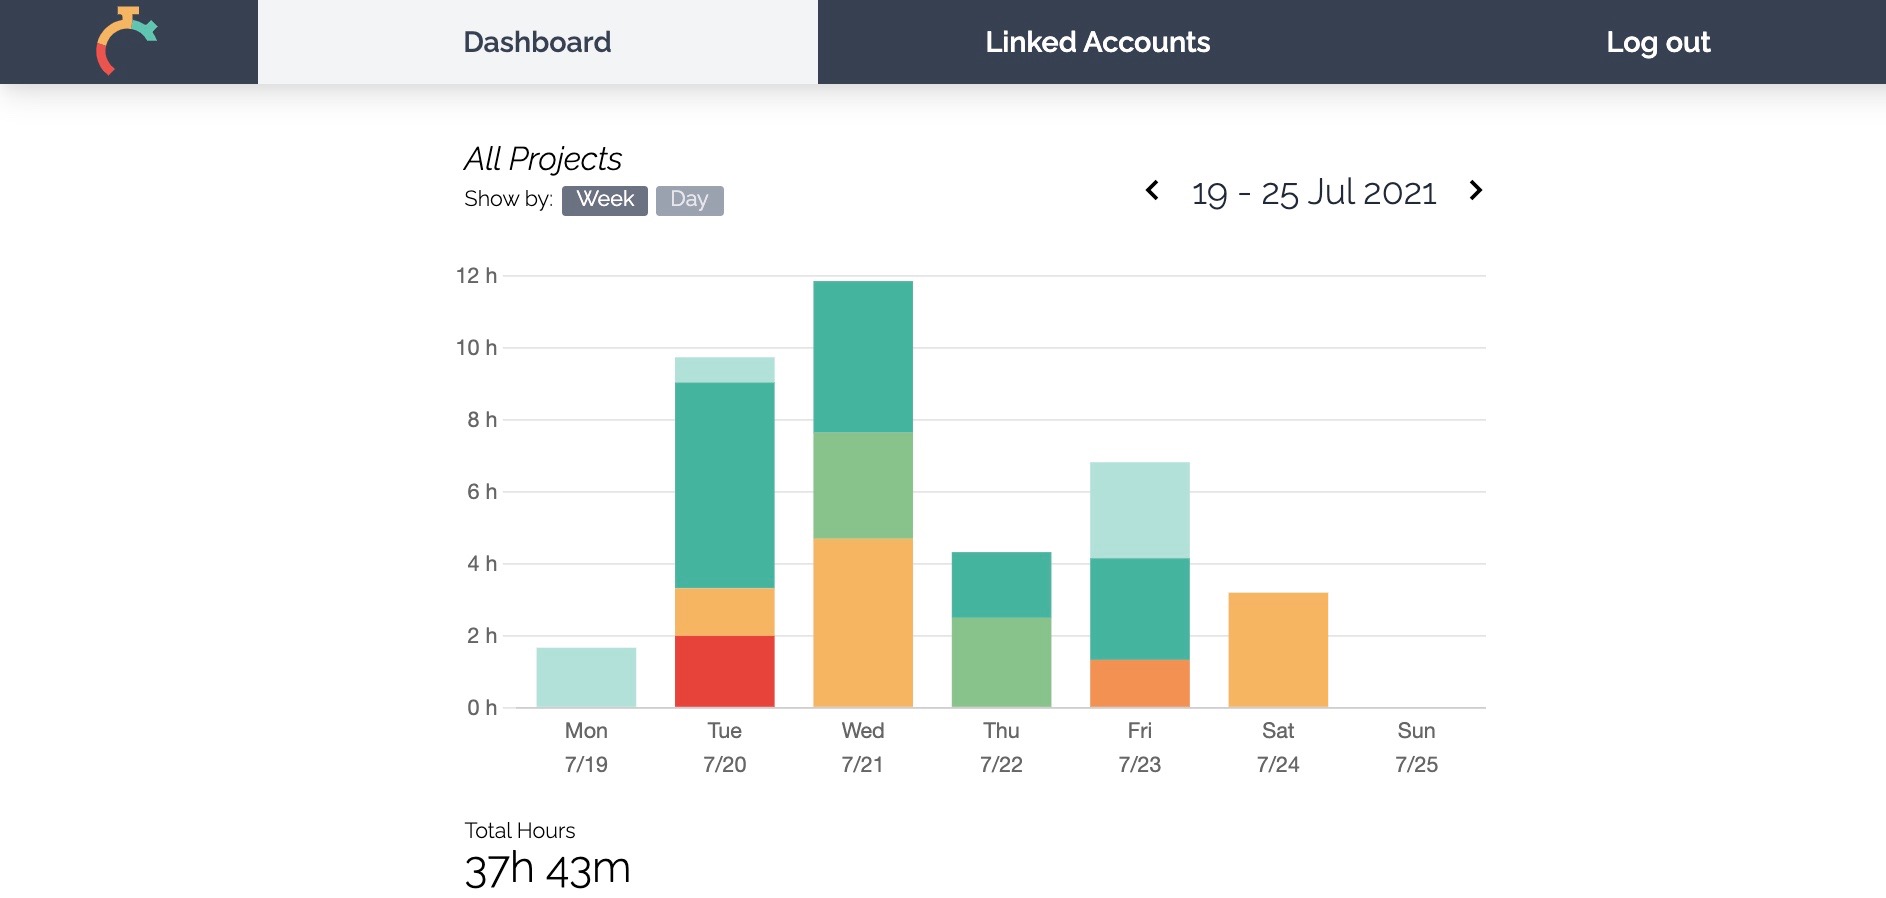 Dashboard
Linked Accounts
Log out
All Projects
Show by: Week Day
19 - 25 Jul 2021
12 h
10 h
8 h
6 h
4 h
2 h
0 h
Mon Tue Wed Thu Fri Sat Sun
7/19 7/20 7/21 7/22 7/23 7/24 7/25
Total Hours
37h 43m